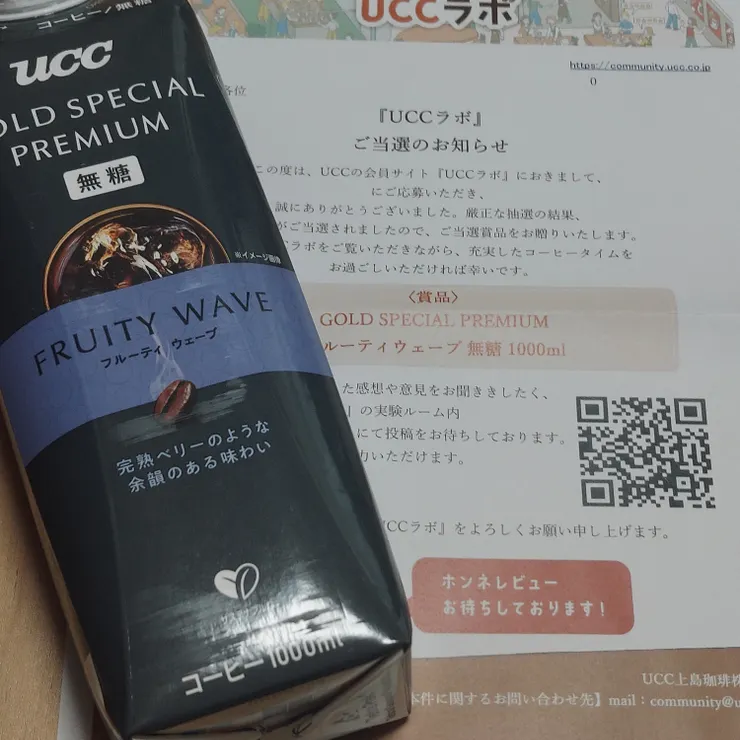 コーヒー/無糖
ucc
OLD SPECIAL
PREMIUM
無糖
※イメージ画像
FRUITY WAVE
フルーティ ウェーブ
完熟ベリーのような
余韻のある味わい
コーヒー 1000ml
UCCラボ
https://community.ucc.co.jp
0
各位
『UCCラボ』
ご当選のお知らせ
この度は、UCCの会員サイト『UCCラボ』におきまして、
にご応募いただき、
誠にありがとうございました。厳正な抽選の結果、
がご当選されましたので、ご当選賞品をお贈りいたします。
ラボをご覧いただきながら、充実したコーヒータイムを
お過ごしいただければ幸いです。
〈賞品〉
GOLD SPECIAL PREMIUM
ルーティウェーブ 無糖 1000ml
た感想や意見をお聞ききしたく、
』の実験ルーム内
にて投稿をお待ちしております。
力いただけます。
『UCCラボ』をよろしくお願い申し上げます。
ホンネレビュー
お待ちしております!
UCC上島珈琲株
本件に関するお問い合わせ先】mail:community@u